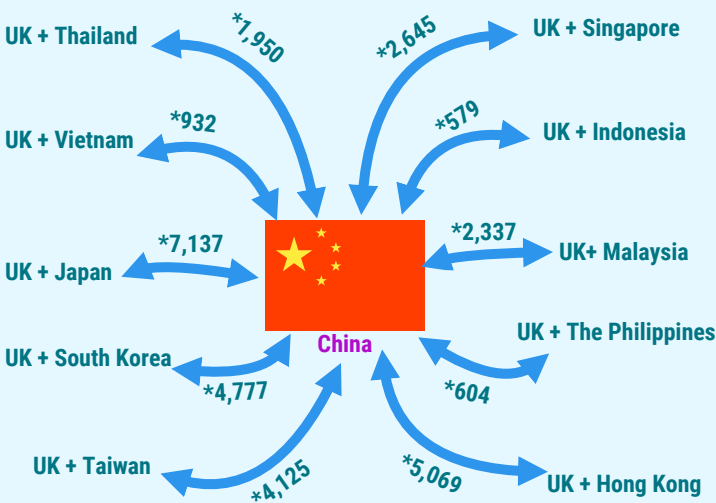 UK + Thailand
*1,950
*2,645
UK + Singapore
UK + Vietnam
*932
*579
UK + Indonesia
UK + Japan
*7,137
*2,337
UK+ Malaysia
China
UK + South Korea
*4,777
UK + The Philippines
*604
UK + Taiwan
*4,125
*5,069
UK + Hong Kong